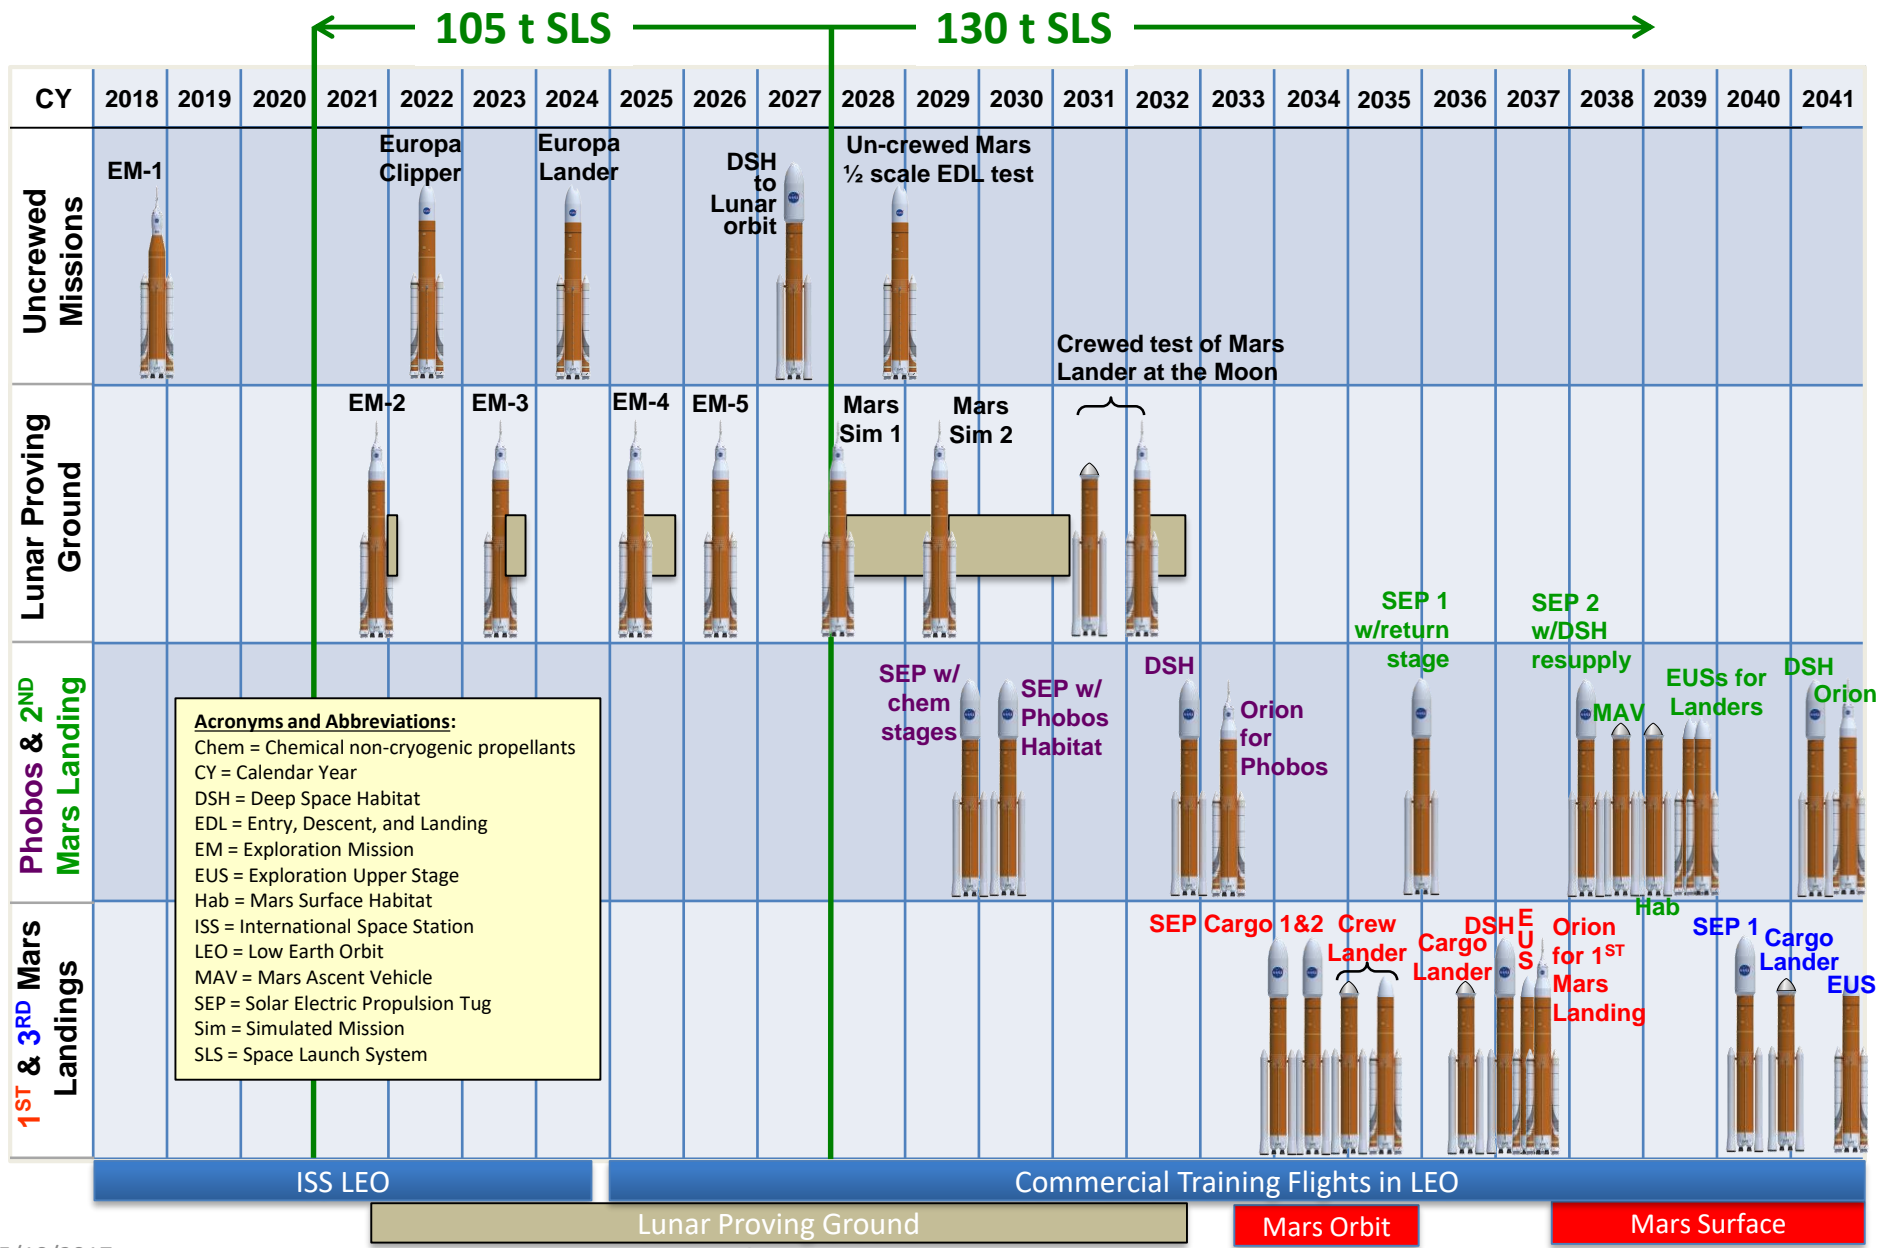 105 t SLS
130 t SLS
CY 2018 2019 2020 2021 2022 2023 2024 2025 2026 2027 2028 2029 2030 2031 2032 2033 2034 2035 2036 2037 2038 2039 2040 2041
Uncrewed
Missions
EM-1
Europa
Clipper
Europa
Lander
DSH
to
Lunar
orbit
Un-crewed Mars
½ scale EDL test
Crewed test of Mars
Lander at the Moon
Lunar Proving
Ground
EM-2
EM-3
EM-4
EM-5
Mars
Sim 1
Mars
Sim 2
Phobos & 2ND
Mars Landing
SEP w/
chem
stages
SEP w/
Phobos
Habitat
DSH
Orion
for
Phobos
SEP 1
w/return
stage
SEP 2
w/DSH
resupply
MAV
Hab
EUSs for
Landers
DSH
Orion
Acronyms and Abbreviations:
Chem = Chemical non-cryogenic propellants
CY = Calendar Year
DSH = Deep Space Habitat
EDL = Entry, Descent, and Landing
EM = Exploration Mission
EUS = Exploration Upper Stage
Hab = Mars Surface Habitat
ISS = International Space Station
LEO = Low Earth Orbit
MAV = Mars Ascent Vehicle
SEP = Solar Electric Propulsion Tug
Sim = Simulated Mission
SLS = Space Launch System
1ST & 3RD Mars
Landings
SEP Cargo 1&2
Crew
Lander
Cargo
Lander
DSH
E
U
S
Orion
for 1ST
Mars
Landing
SEP 1
Cargo
Lander
EUS
ISS LEO
Commercial Training Flights in LEO
Lunar Proving Ground
Mars Orbit
Mars Surface